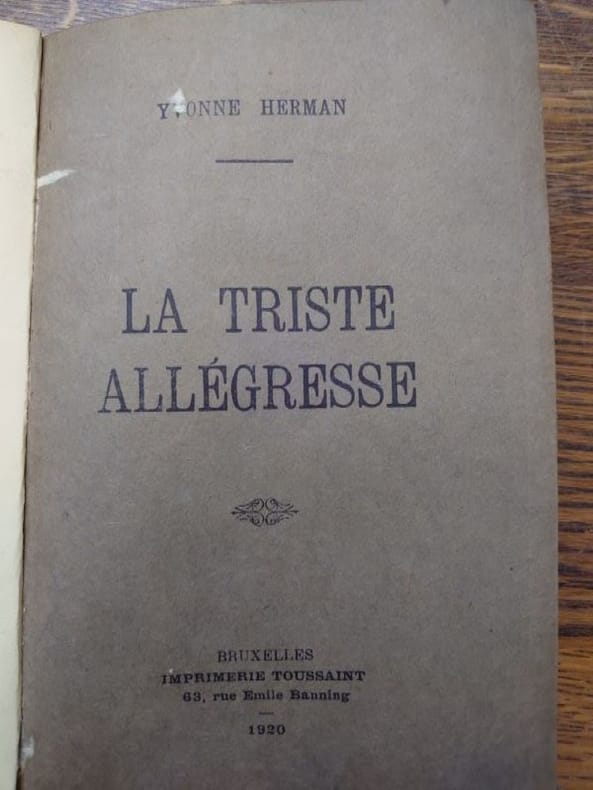 YVONNE HERMAN
LA TRISTE
ALLÉGRESSE
BRUXELLES
IMPRIMERIE TOUSSAINT
63, rue Emile Banning
1920